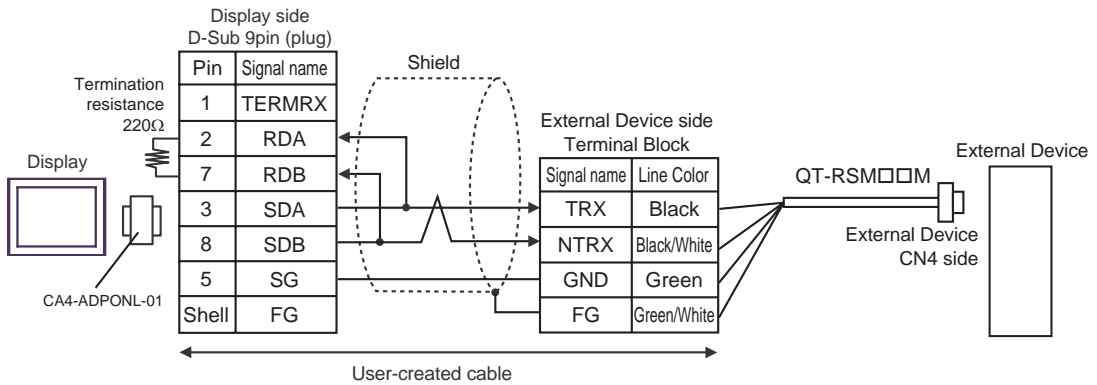 Display side
D-Sub 9pin (plug)
Pin Signal name
1 TERMRX
2 RDA
7 RDB
3 SDA
8 SDB
5 SG
Shell FG
Termination
resistance
220Ω
Display
CA4-ADPONL-01
Shield
External Device side
Terminal Block
Signal name Line Color
TRX Black
NTRX Black/White
GND Green
FG Green/White
QT-RSM□□M
External Device
CN4 side
External Device
User-created cable